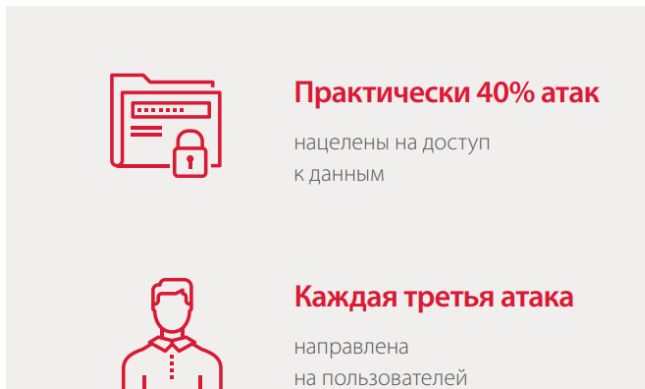 Практически 40% атак
нацелены на доступ
к данным
Каждая третья атака
направлена
на пользователей